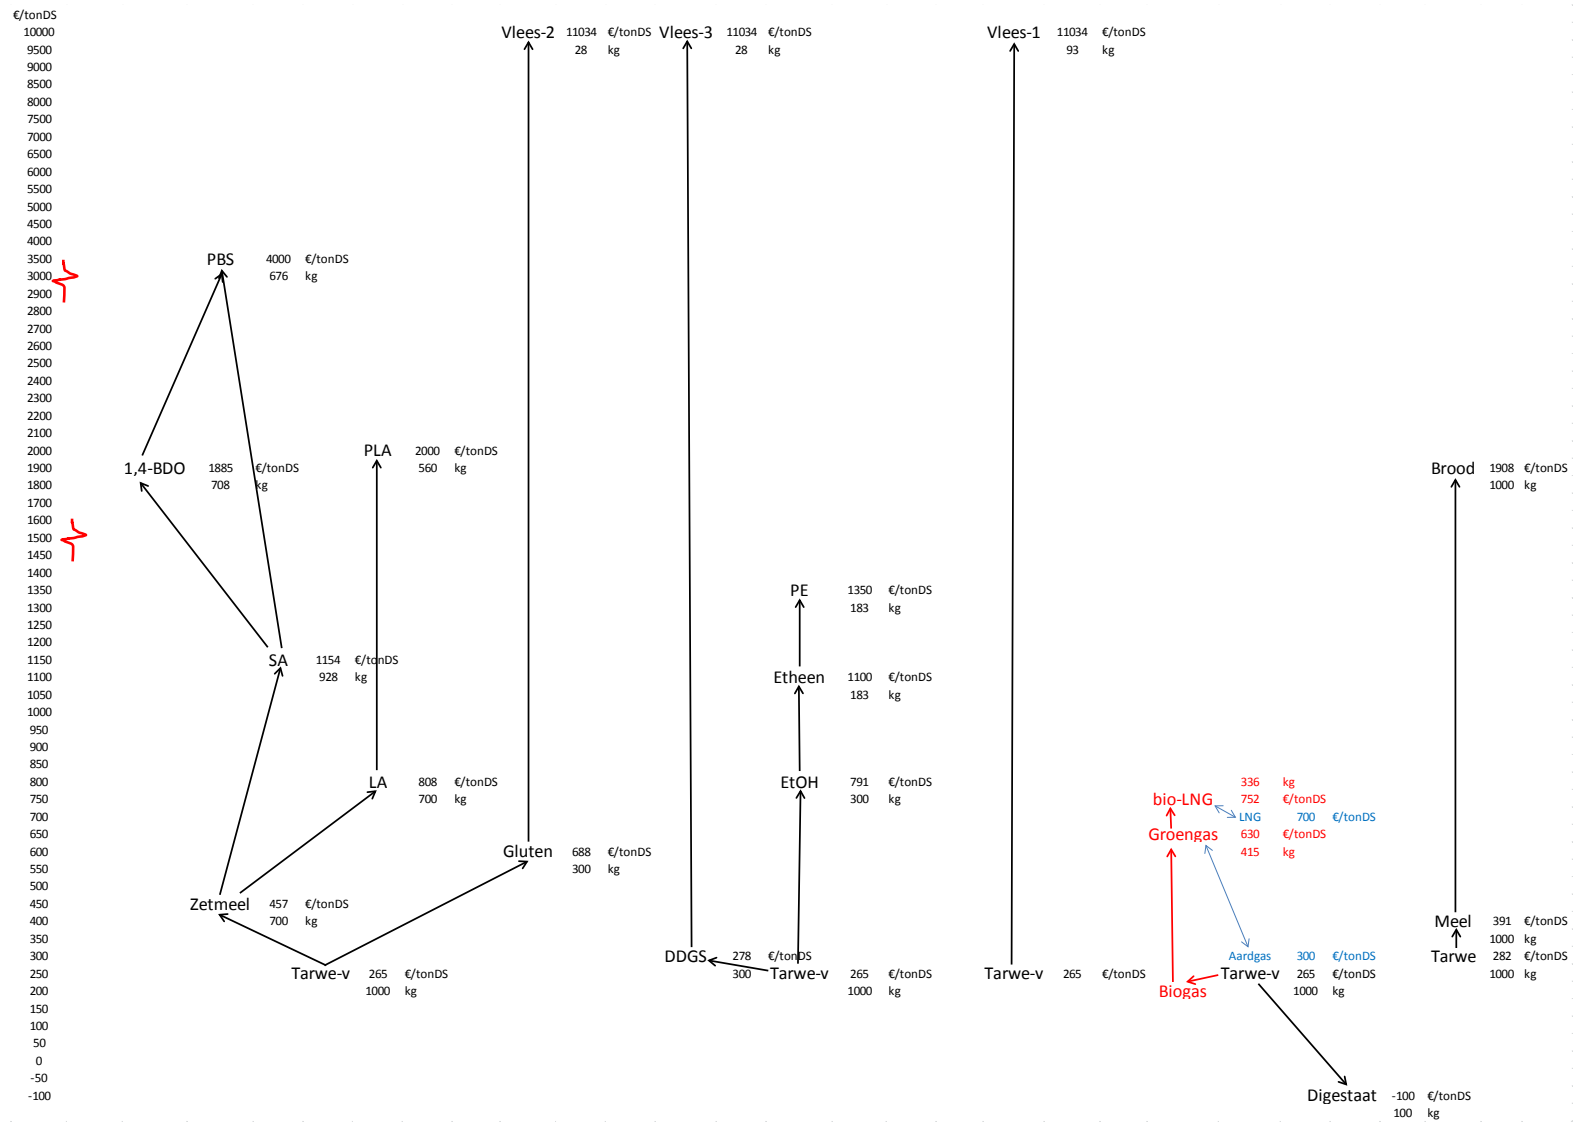 €/tonDS
10000 Vlees-2 11034 €/tonDS Vlees-3 11034 €/tonDS Vlees-1 11034 €/tonDS
9500 28 kg 28 kg 93 kg
9000
8500
8000
7500
7000
6500
6000
5500
5000
4500
4000
3500 PBS 4000 €/tonDS
3000 676 kg
2900
2800
2700
2600
2500
2400
2300
2200
2100
2000 PLA 2000 €/tonDS
1900 1,4-BDO 1885 €/tonDS 560 kg Brood 1908 €/tonDS
1800 708 kg 1000 kg
1700
1600
1500
1450
1400
1350 PE 1350 €/tonDS
1300 183 kg
1250
1200
1150 SA 1154 €/tonDS
1100 928 kg Etheen 1100 €/tonDS
1050 183 kg
1000
950
900
850
800 LA 808 €/tonDS EtOH 791 €/tonDS 336 kg
750 700 kg 300 kg bio-LNG 752 €/tonDS
700 LNG 700 €/tonDS
650 Groengas 630 €/tonDS
600 Gluten 688 €/tonDS 415 kg
550 300 kg
500
450 Zetmeel 457 €/tonDS
400 700 kg Meel 391 €/tonDS
350 1000 kg
300 DDGS 278 €/tonDS Aardgas 300 €/tonDS Tarwe 282 €/tonDS
250 Tarwe-v 265 €/tonDS 300 Tarwe-v 265 €/tonDS Tarwe-v 265 €/tonDS Tarwe-v 265 €/tonDS 1000 kg
200 1000 kg 1000 kg Biogas 1000 kg
150
100
50
0
-50
-100 Digestaat -100 €/tonDS
100 kg